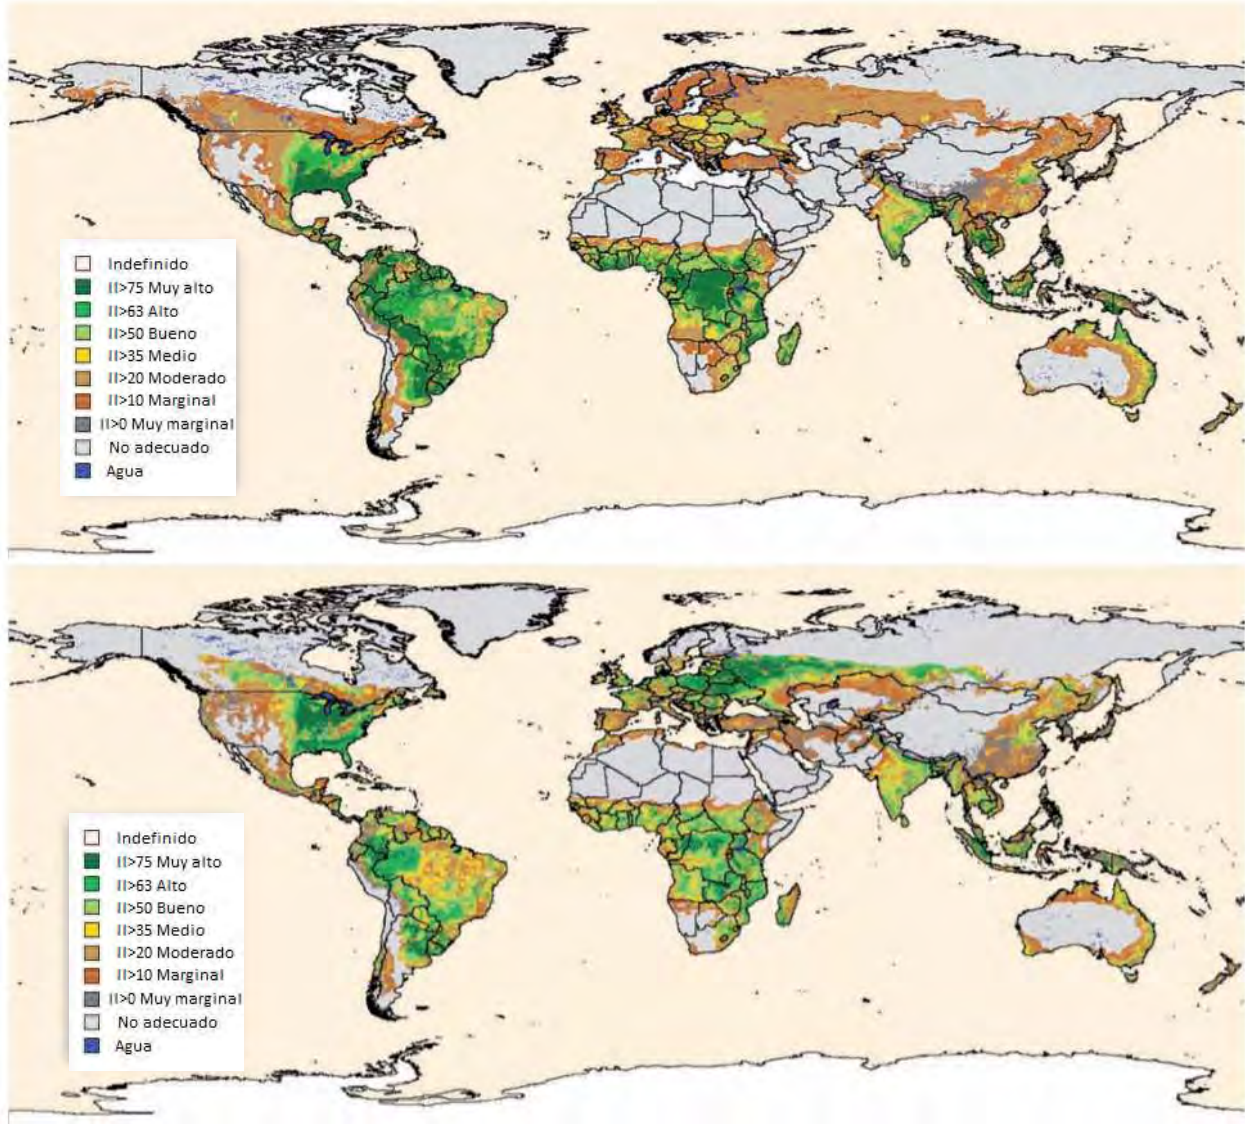 Indefinido
II>75 Muy alto
II>63 Alto
II>50 Bueno
II>35 Medio
II>20 Moderado
II>10 Marginal
II>0 Muy marginal
No adecuado
Agua
Indefinido
II>75 Muy alto
II>63 Alto
II>50 Bueno
II>35 Medio
II>20 Moderado
II>10 Marginal
II>0 Muy marginal
No adecuado
Agua